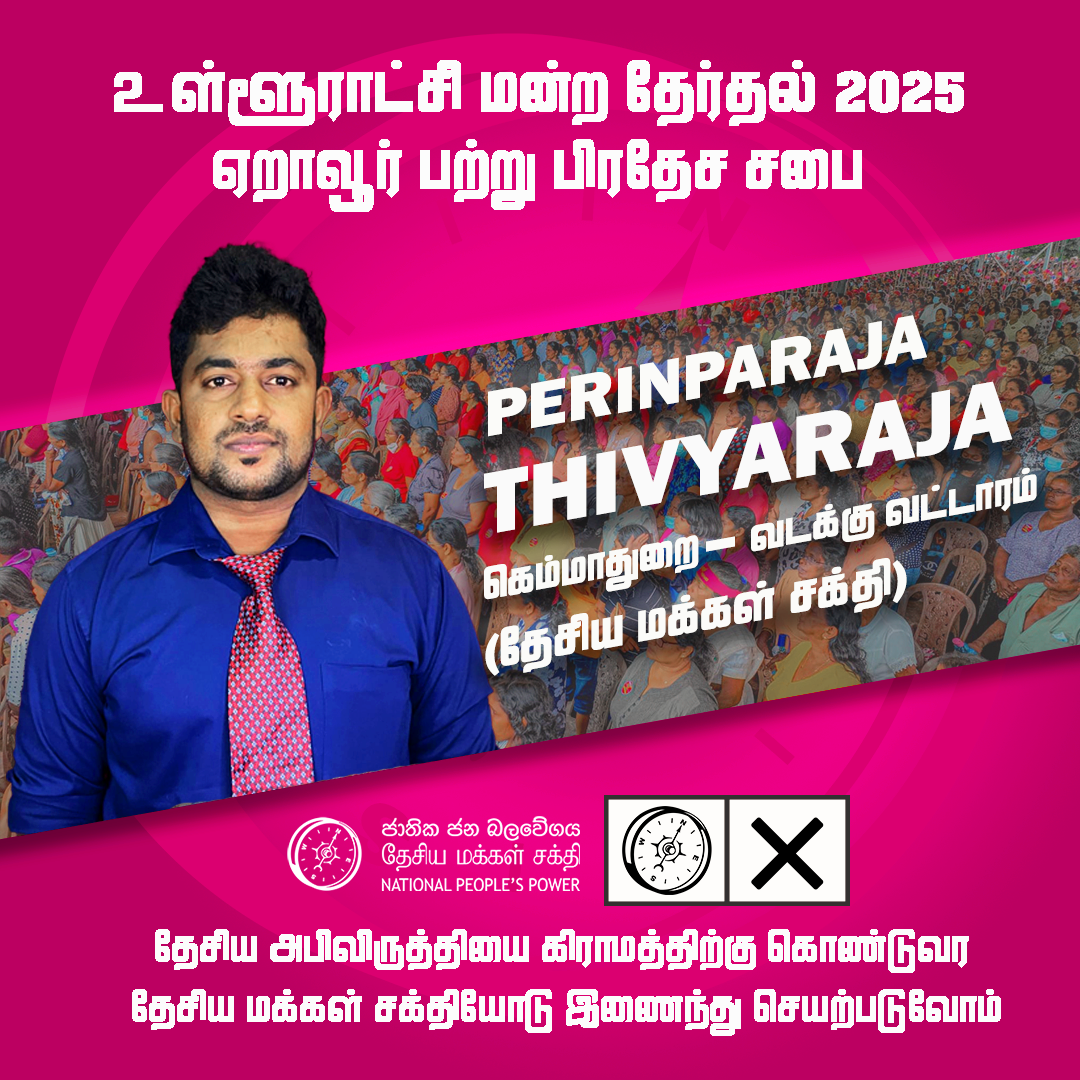 உள்ளூராட்சி மன்ற தேர்தல் 2025
ஏறாவூர் பற்று பிரதேச சபை
PERINPARAJA
THIVYARAJA
கெம்மாதுறை – வடக்கு வட்டாரம்
(தேசிய மக்கள் சக்தி)
ජාතික ජන බලවේගය
தேசிய மக்கள் சக்தி
NATIONAL PEOPLE'S POWER
தேசிய அபிவிருத்தியை கிராமத்திற்கு கொண்டுவர
தேசிய மக்கள் சக்தியோடு இணைந்து செயற்படுவோம்